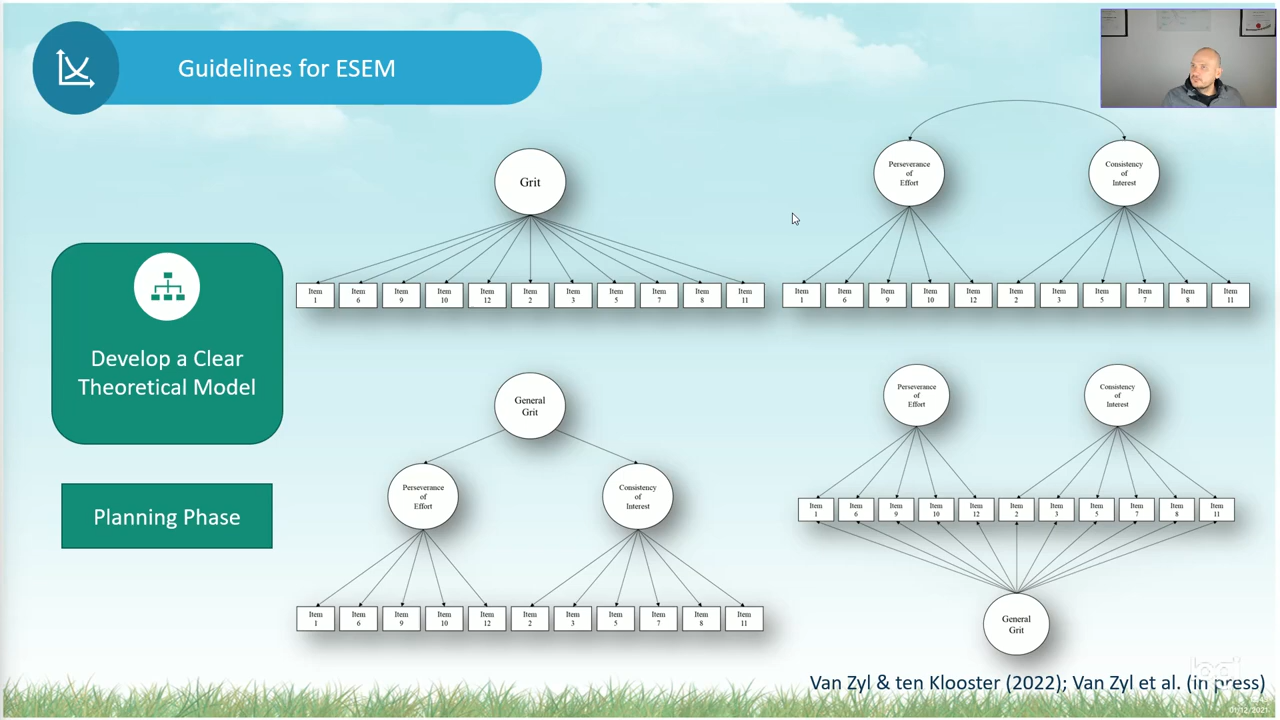 Guidelines for ESEM
Develop a Clear
Theoretical Model
Planning Phase
Grit
Item Item Item Item Item Item Item Item Item Item Item
1 6 9 10 12 2 3 5 7 8 11
Perseverance
of
Effort
Consistency
of
Interest
Item Item Item Item Item Item Item Item Item Item Item
1 6 9 10 12 2 3 5 7 8 11
General
Grit
Perseverance
of
Effort
Consistency
of
Interest
Item Item Item Item Item Item Item Item Item Item Item
1 6 9 10 12 2 3 5 7 8 11
Perseverance
of
Effort
Consistency
of
Interest
Item Item Item Item Item Item Item Item Item Item Item
1 6 9 10 12 2 3 5 7 8 11
General
Grit
Van Zyl & ten Klooster (2022); Van Zyl et al. (in press)
01/12/2021